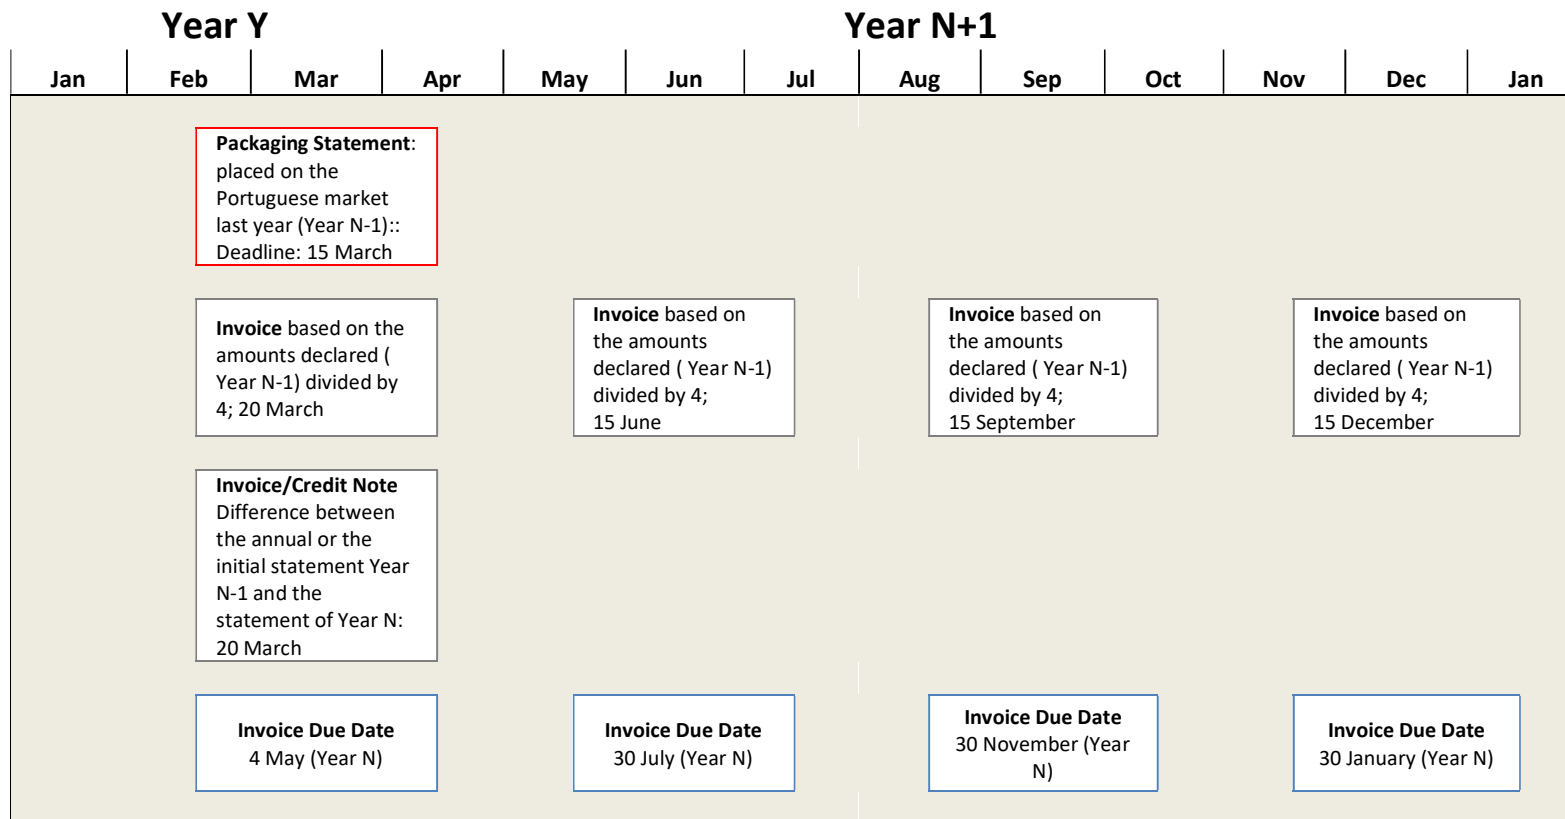 Year Y
Year N+1
Jan
Feb
Mar
Apr
May
Jun
Jul
Aug
Sep
Oct
Nov
Dec
Jan
Packaging Statement:
placed on the
Portuguese market
last year (Year N-1)::
Deadline: 15 March
Invoice based on the
amounts declared (
Year N-1) divided by
4; 20 March
Invoice based on
the amounts
declared ( Year N-1)
divided by 4;
15 June
Invoice based on
the amounts
declared ( Year N-1)
divided by 4;
15 September
Invoice based on
the amounts
declared ( Year N-1)
divided by 4;
15 December
Invoice/Credit Note
Difference between
the annual or the
initial statement Year
N-1 and the
statement of Year N:
20 March
Invoice Due Date
4 May (Year N)
Invoice Due Date
30 July (Year N)
Invoice Due Date
30 November (Year
N)
Invoice Due Date
30 January (Year N)